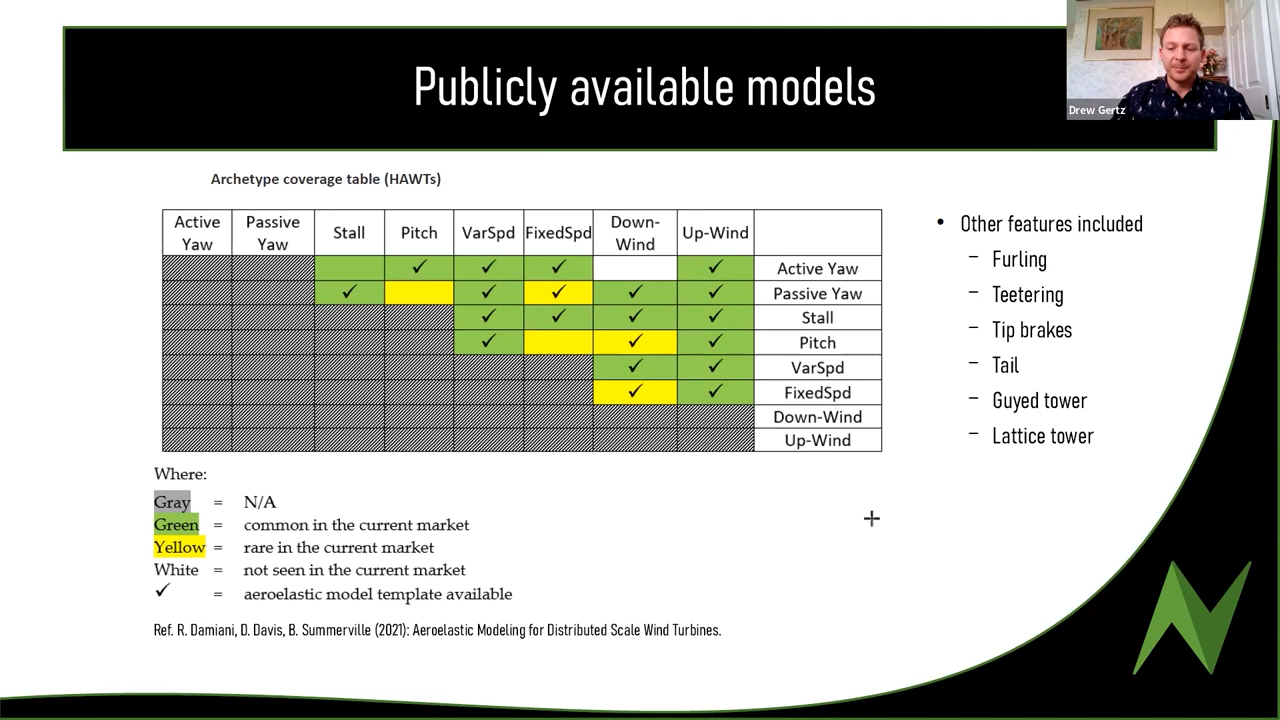 Publicly available models
Drew Gertz
Archetype coverage table (HAWTs)
Active Yaw Passive Yaw Stall Pitch VarSpd FixedSpd Down-Wind Up-Wind
✓ ✓ ✓ ✓ Active Yaw
✓ ✓ ✓ ✓ ✓ Passive Yaw
✓ ✓ ✓ ✓ Stall
✓ ✓ ✓ Pitch
✓ ✓ VarSpd
✓ ✓ FixedSpd
Down-Wind
Up-Wind
Where:
Gray = N/A
Green = common in the current market
Yellow = rare in the current market
White = not seen in the current market
✓ = aeroelastic model template available
Ref. R. Damiani, D. Davis, B. Summerville (2021): Aeroelastic Modeling for Distributed Scale Wind Turbines.
• Other features included
– Furling
– Teetering
– Tip brakes
– Tail
– Guyed tower
– Lattice tower